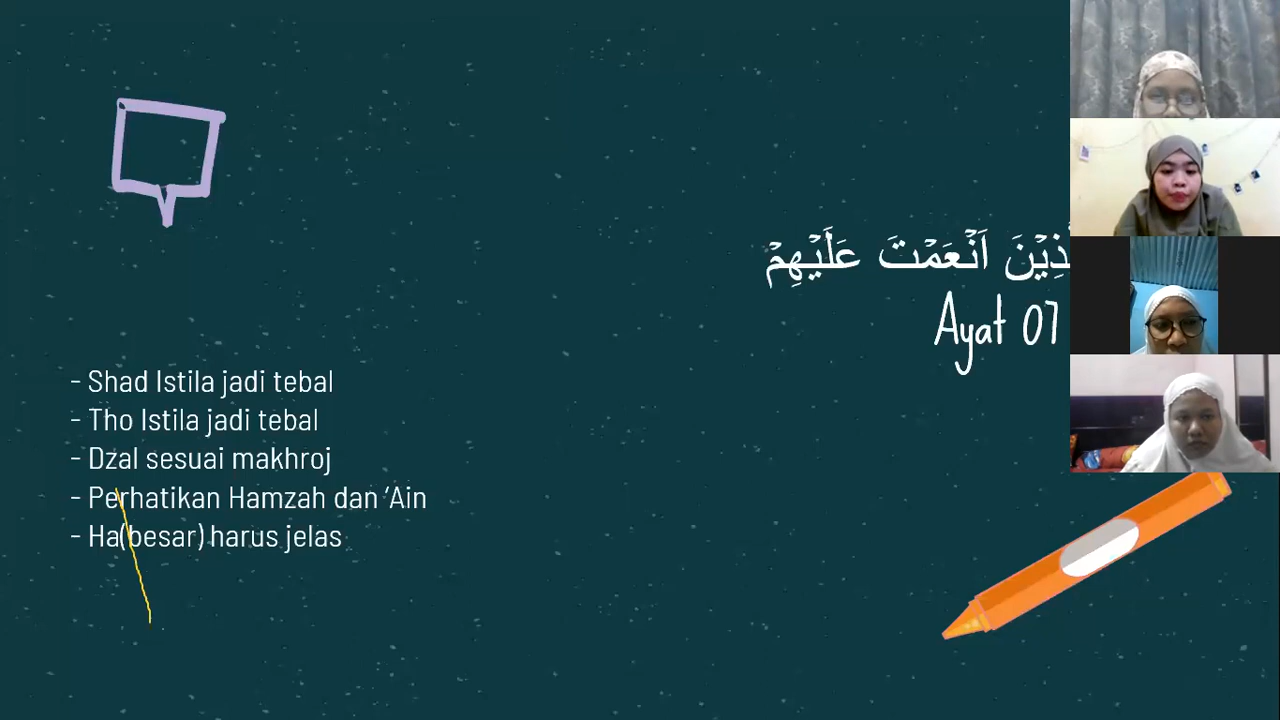 اَنْعَمْتَ عَلَيْهِمْ
Ayat 07
- Shad Istila jadi tebal
- Tho Istila jadi tebal
- Dzal sesuai makhroj
- Perhatikan Hamzah dan ‘Ain
- Ha(besar) harus jelas